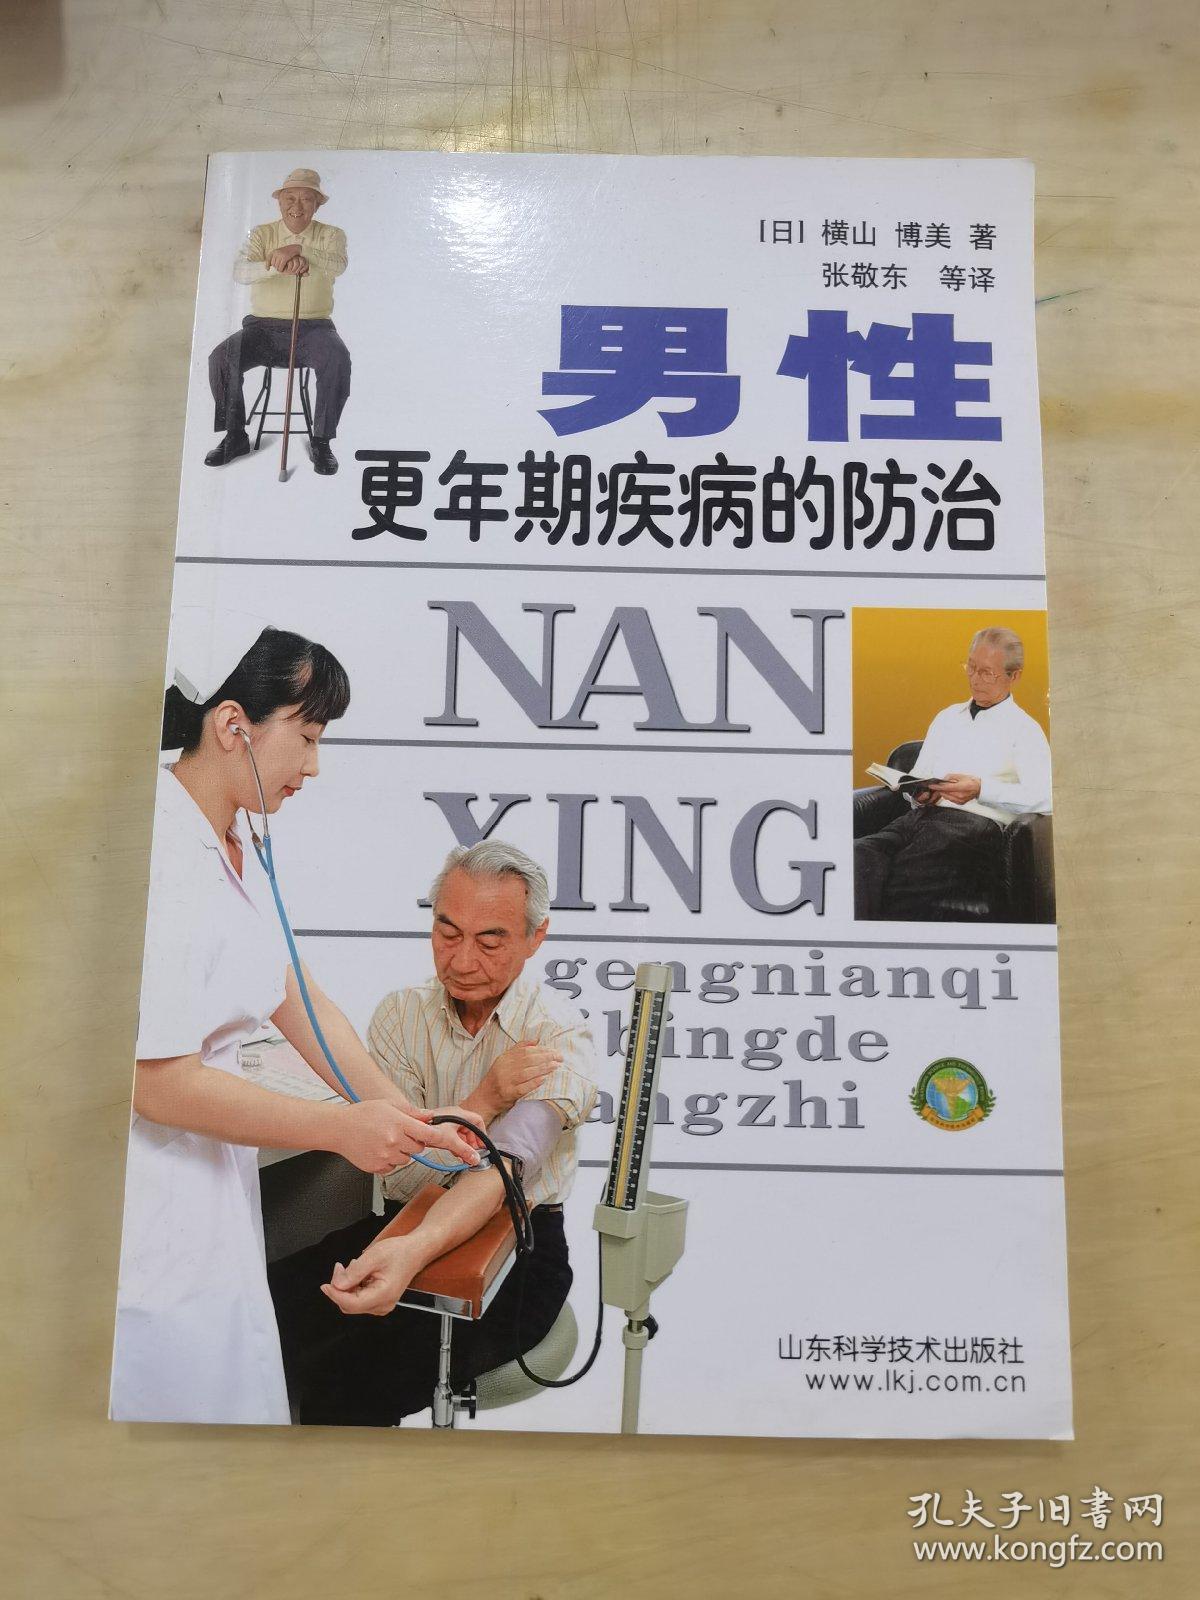 [日] 横山 博美 著
张敬东 等译
男性
更年期疾病的防治
NAN
XING
gengnianqi
ibingde
angzhi
山东科学技术出版社
www.lkj.com.cn
孔夫子旧书网
www.kongfz.com